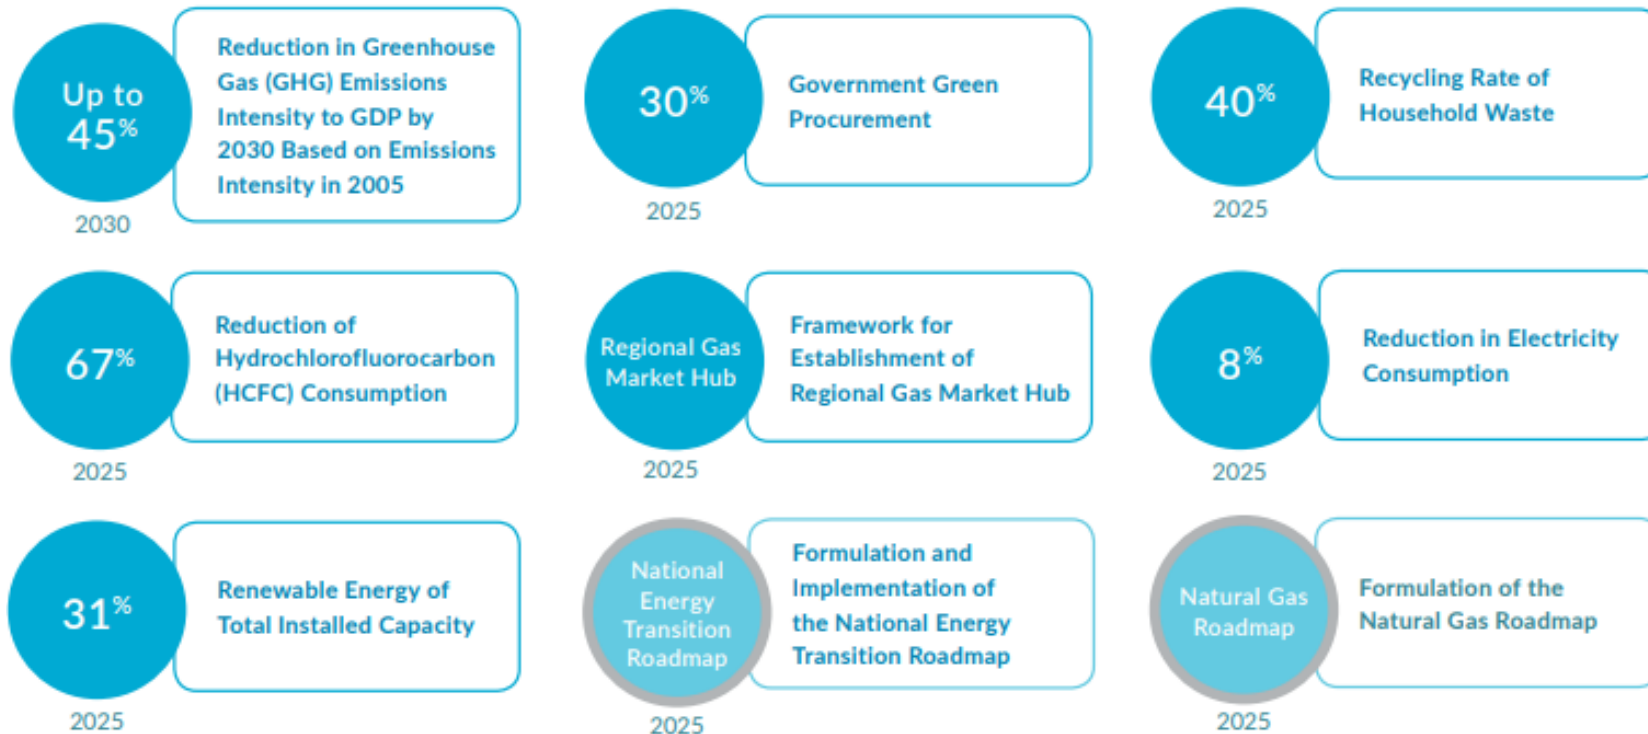 Up to
45%
2030
Reduction in Greenhouse
Gas (GHG) Emissions
Intensity to GDP by
2030 Based on Emissions
Intensity in 2005
30%
2025
Government Green
Procurement
40%
2025
Recycling Rate of
Household Waste
67%
2025
Reduction of
Hydrochlorofluorocarbon
(HCFC) Consumption
Regional Gas
Market Hub
2025
Framework for
Establishment of
Regional Gas Market Hub
8%
2025
Reduction in Electricity
Consumption
31%
2025
Renewable Energy of
Total Installed Capacity
National
Energy
Transition
Roadmap
2025
Formulation and
Implementation of
the National Energy
Transition Roadmap
Natural Gas
Roadmap
2025
Formulation of the
Natural Gas Roadmap